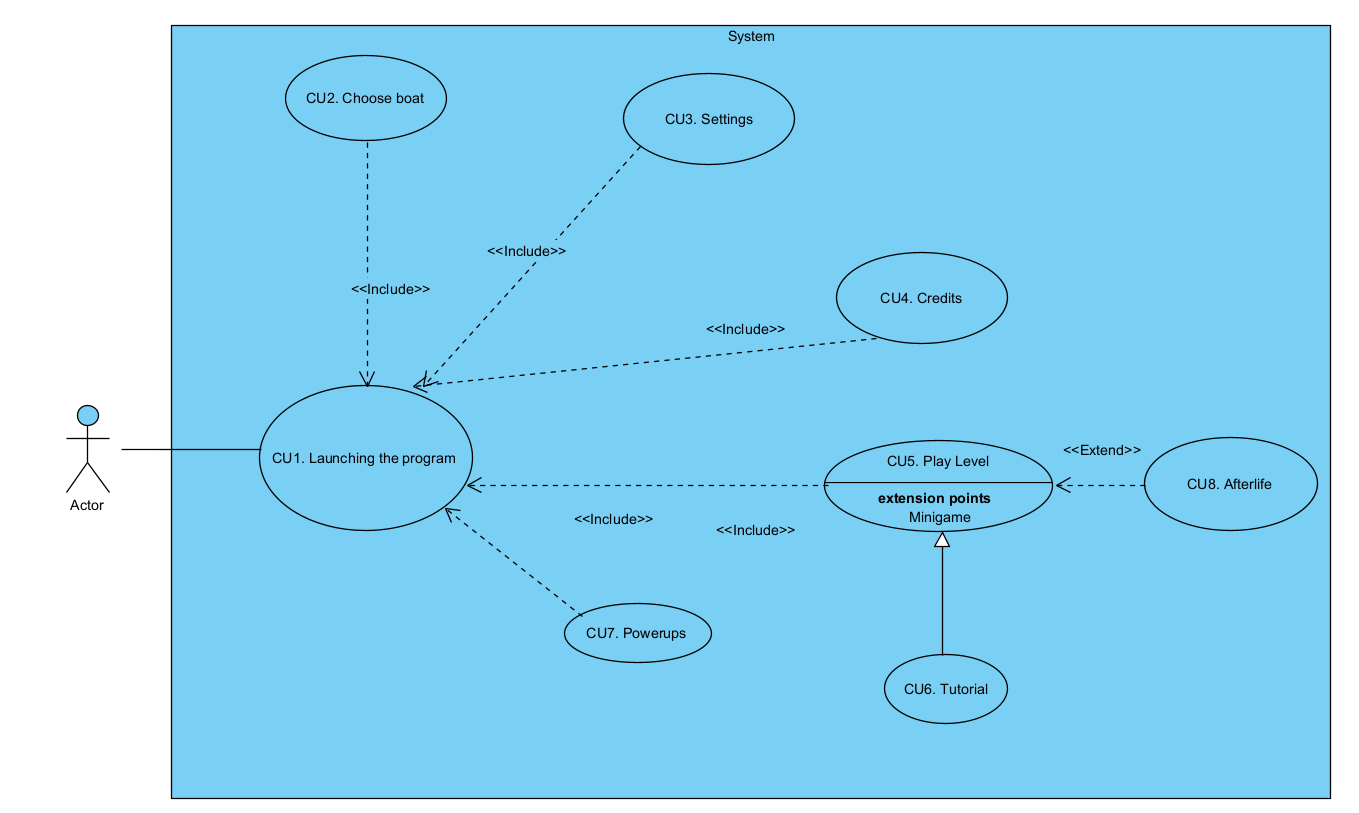 System
CU2. Choose boat
CU3. Settings
<<Include>>
<<Include>>
CU4. Credits
<<Include>>
Actor
CU1. Launching the program
CU5. Play Level
extension points
Minigame
<<Extend>>
CU8. Afterlife
<<Include>>
<<Include>>
CU7. Powerups
CU6. Tutorial